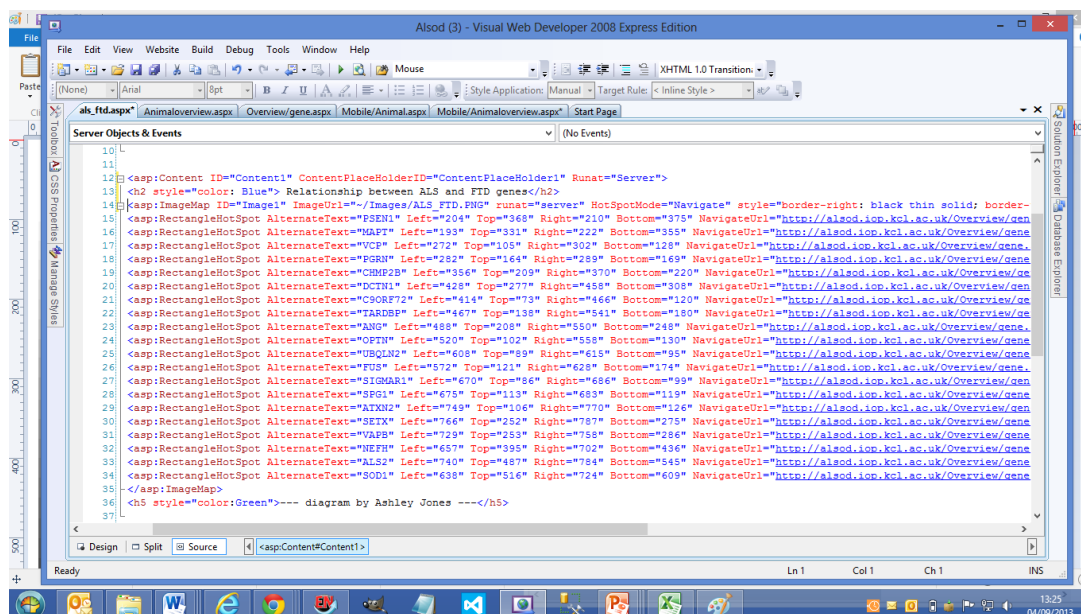 Alsod (3) - Visual Web Developer 2008 Express Edition
File
File Edit View Website Build Debug Tools Window Help
Mouse
XHTML 1.0 Transition
Paste
(None) Arial 8pt B I U A Style Application: Manual Target Rule: < Inline Style >
als_ftd.aspx* Animaloverview.aspx Overview/gene.aspx Mobile/Animal.aspx Mobile/Animaloverview.aspx* Start Page
Server Objects & Events (No Events)
Toolbox
CSS Properties
Manage Styles
Solution Explorer
Database Explorer
10
11
12 <asp:Content ID="Content1" ContentPlaceHolderID="ContentPlaceHolder1" Runat="Server">
13 <h2 style="color: Blue"> Relationship between ALS and FTD genes</h2>
14 <asp:ImageMap ID="Image1" ImageUrl="~/Images/ALS_FTD.PNG" runat="server" HotSpotMode="Navigate" style="border-right: black thin solid; border-
15 <asp:RectangleHotSpot AlternateText="PSEN1" Left="204" Top="368" Right="210" Bottom="375" NavigateUrl="http://alsod.iop.kcl.ac.uk/Overview/gen
16 <asp:RectangleHotSpot AlternateText="MAPT" Left="193" Top="331" Right="222" Bottom="355" NavigateUrl="http://alsod.iop.kcl.ac.uk/Overview/gene
17 <asp:RectangleHotSpot AlternateText="VCP" Left="272" Top="105" Right="302" Bottom="128" NavigateUrl="http://alsod.iop.kcl.ac.uk/Overview/gene.
18 <asp:RectangleHotSpot AlternateText="PGRN" Left="282" Top="164" Right="289" Bottom="169" NavigateUrl="http://alsod.iop.kcl.ac.uk/Overview/gene
19 <asp:RectangleHotSpot AlternateText="CHMP2B" Left="356" Top="209" Right="370" Bottom="220" NavigateUrl="http://alsod.iop.kcl.ac.uk/Overview/ge
20 <asp:RectangleHotSpot AlternateText="DCTN1" Left="428" Top="277" Right="458" Bottom="308" NavigateUrl="http://alsod.iop.kcl.ac.uk/Overview/gen
21 <asp:RectangleHotSpot AlternateText="C9ORF72" Left="414" Top="73" Right="466" Bottom="120" NavigateUrl="http://alsod.iop.kcl.ac.uk/Overview/ge
22 <asp:RectangleHotSpot AlternateText="TARDBP" Left="467" Top="138" Right="541" Bottom="180" NavigateUrl="http://alsod.iop.kcl.ac.uk/Overview/ge
23 <asp:RectangleHotSpot AlternateText="ANG" Left="488" Top="208" Right="550" Bottom="248" NavigateUrl="http://alsod.iop.kcl.ac.uk/Overview/gene.
24 <asp:RectangleHotSpot AlternateText="OPTN" Left="520" Top="102" Right="558" Bottom="130" NavigateUrl="http://alsod.iop.kcl.ac.uk/Overview/gene
25 <asp:RectangleHotSpot AlternateText="UBQLN2" Left="608" Top="89" Right="615" Bottom="95" NavigateUrl="http://alsod.iop.kcl.ac.uk/Overview/gene
26 <asp:RectangleHotSpot AlternateText="FUS" Left="572" Top="121" Right="628" Bottom="174" NavigateUrl="http://alsod.iop.kcl.ac.uk/Overview/gene.
27 <asp:RectangleHotSpot AlternateText="SIGMAR1" Left="670" Top="86" Right="686" Bottom="99" NavigateUrl="http://alsod.iop.kcl.ac.uk/Overview/gen
28 <asp:RectangleHotSpot AlternateText="SPG1" Left="675" Top="113" Right="683" Bottom="119" NavigateUrl="http://alsod.iop.kcl.ac.uk/Overview/gene
29 <asp:RectangleHotSpot AlternateText="ATXN2" Left="749" Top="106" Right="770" Bottom="126" NavigateUrl="http://alsod.iop.kcl.ac.uk/Overview/gen
30 <asp:RectangleHotSpot AlternateText="SETX" Left="766" Top="252" Right="787" Bottom="275" NavigateUrl="http://alsod.iop.kcl.ac.uk/Overview/gene
31 <asp:RectangleHotSpot AlternateText="VAPB" Left="729" Top="253" Right="758" Bottom="286" NavigateUrl="http://alsod.iop.kcl.ac.uk/Overview/gene
32 <asp:RectangleHotSpot AlternateText="NEFH" Left="657" Top="395" Right="702" Bottom="436" NavigateUrl="http://alsod.iop.kcl.ac.uk/Overview/gene
33 <asp:RectangleHotSpot AlternateText="ALS2" Left="740" Top="487" Right="784" Bottom="545" NavigateUrl="http://alsod.iop.kcl.ac.uk/Overview/gene
34 <asp:RectangleHotSpot AlternateText="SOD1" Left="638" Top="516" Right="724" Bottom="609" NavigateUrl="http://alsod.iop.kcl.ac.uk/Overview/gene
35 </asp:ImageMap>
36 <h5 style="color:Green">--- diagram by Ashley Jones ---</h5>
37
Design Split Source <asp:Content#Content1>
Ready Ln 1 Col 1 Ch 1 INS
0
100
200
300
400
500
13:25
04/09/2013